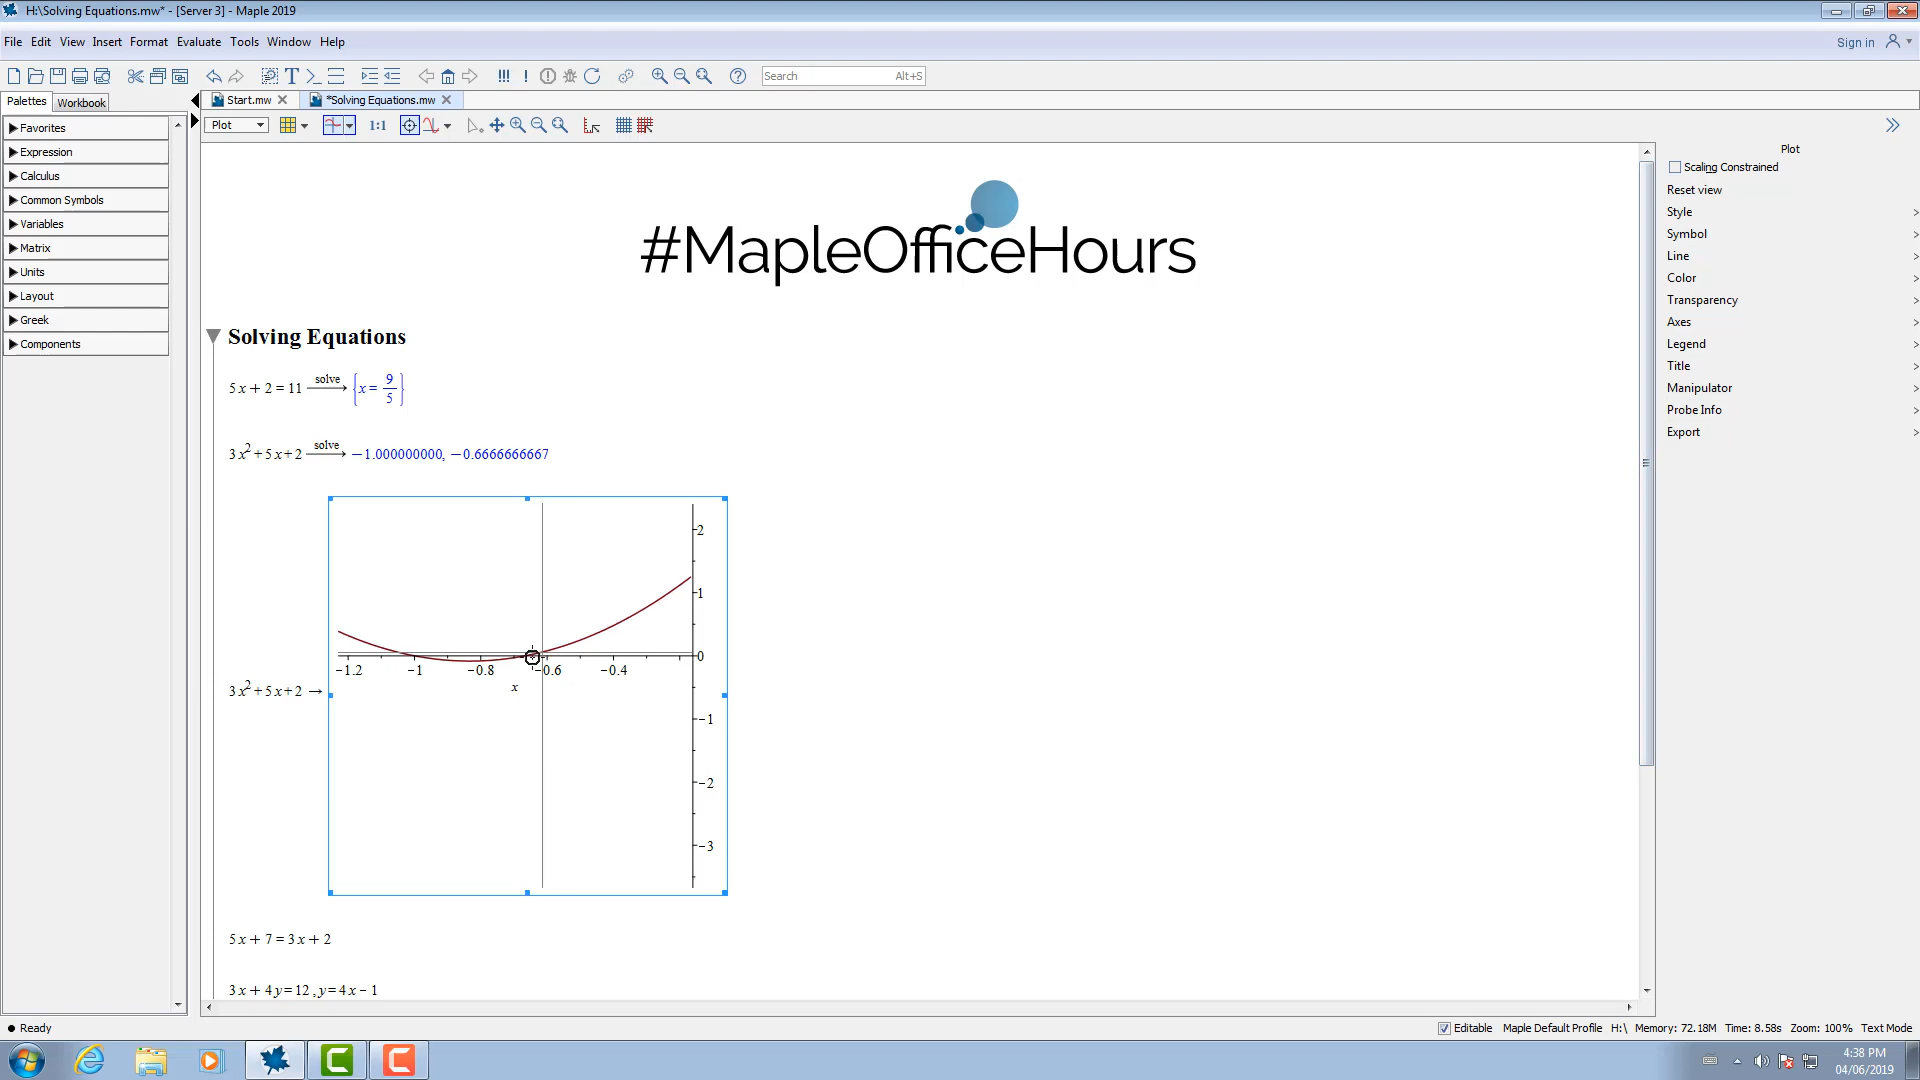 H:\Solving Equations.mw* - [Server 3] - Maple 2019
File Edit View Insert Format Evaluate Tools Window Help
Sign in
Search Alt+S
Palettes Workbook
Start.mw *Solving Equations.mw
Plot 1:1
Favorites
Expression
Calculus
Common Symbols
Variables
Matrix
Units
Layout
Greek
Components
#MapleOfficeHours
Solving Equations
5x + 2 = 11 solve→ {x = 9/5}
3x²+5x+2 solve→ −1.000000000, −0.6666666667
2
1
0
−1.2 −1 −0.8 −0.6 −0.4
x
3x²+5x+2 →
−1
−2
−3
5x + 7 = 3x + 2
3x + 4y = 12, y = 4x − 1
Plot
Scaling Constrained
Reset view
Style
Symbol
Line
Color
Transparency
Axes
Legend
Title
Manipulator
Probe Info
Export
Ready
Editable Maple Default Profile H:\ Memory: 72.18M Time: 8.58s Zoom: 100% Text Mode
4:38 PM
04/06/2019